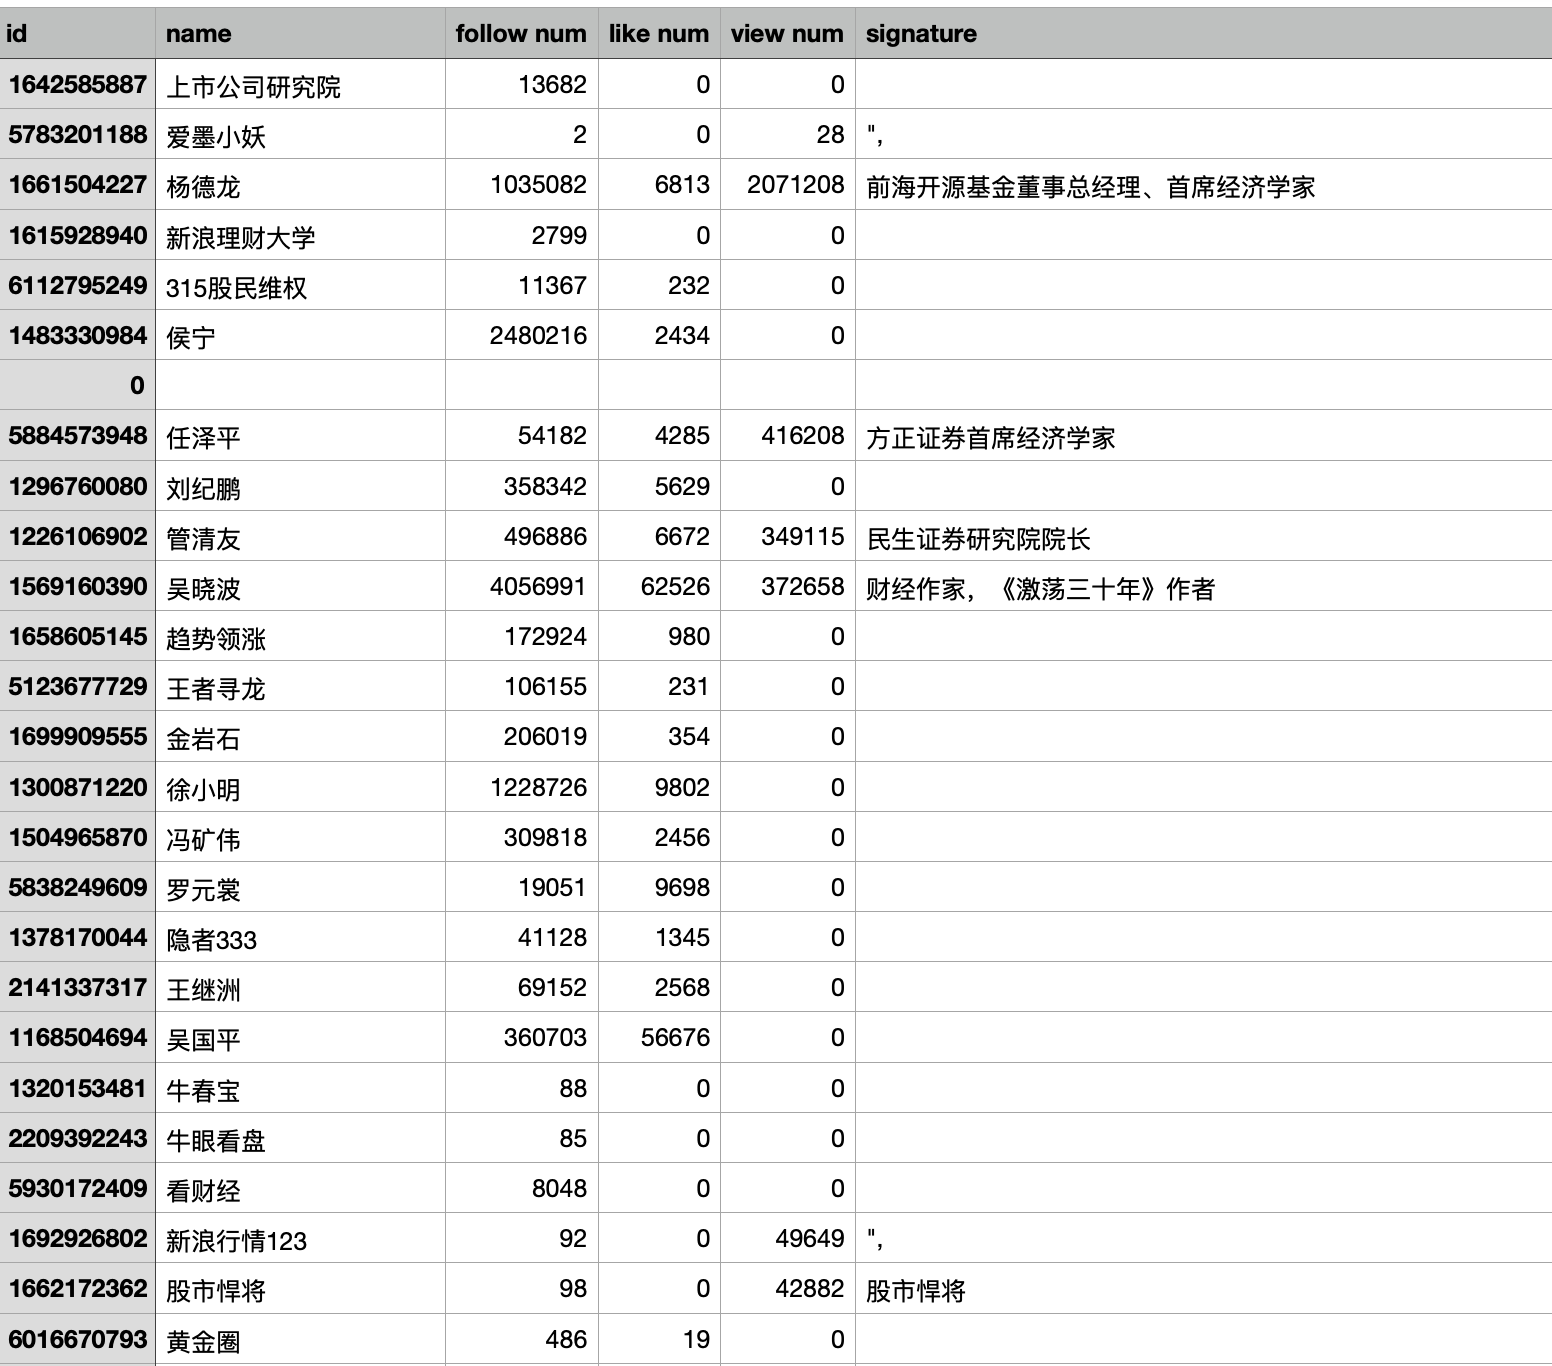 id name follow num like num view num signature
1642585887 上市公司研究院 13682 0 0
5783201188 爱墨小妖 2 0 28 ",
1661504227 杨德龙 1035082 6813 2071208 前海开源基金董事总经理、首席经济学家
1615928940 新浪理财大学 2799 0 0
6112795249 315股民维权 11367 232 0
1483330984 侯宁 2480216 2434 0
0
5884573948 任泽平 54182 4285 416208 方正证券首席经济学家
1296760080 刘纪鹏 358342 5629 0
1226106902 管清友 496886 6672 349115 民生证券研究院院长
1569160390 吴晓波 4056991 62526 372658 财经作家，《激荡三十年》作者
1658605145 趋势领涨 172924 980 0
5123677729 王者寻龙 106155 231 0
1699909555 金岩石 206019 354 0
1300871220 徐小明 1228726 9802 0
1504965870 冯矿伟 309818 2456 0
5838249609 罗元裳 19051 9698 0
1378170044 隐者333 41128 1345 0
2141337317 王继洲 69152 2568 0
1168504694 吴国平 360703 56676 0
1320153481 牛春宝 88 0 0
2209392243 牛眼看盘 85 0 0
5930172409 看财经 8048 0 0
1692926802 新浪行情123 92 0 49649 ",
1662172362 股市悍将 98 0 42882 股市悍将
6016670793 黄金圈 486 19 0